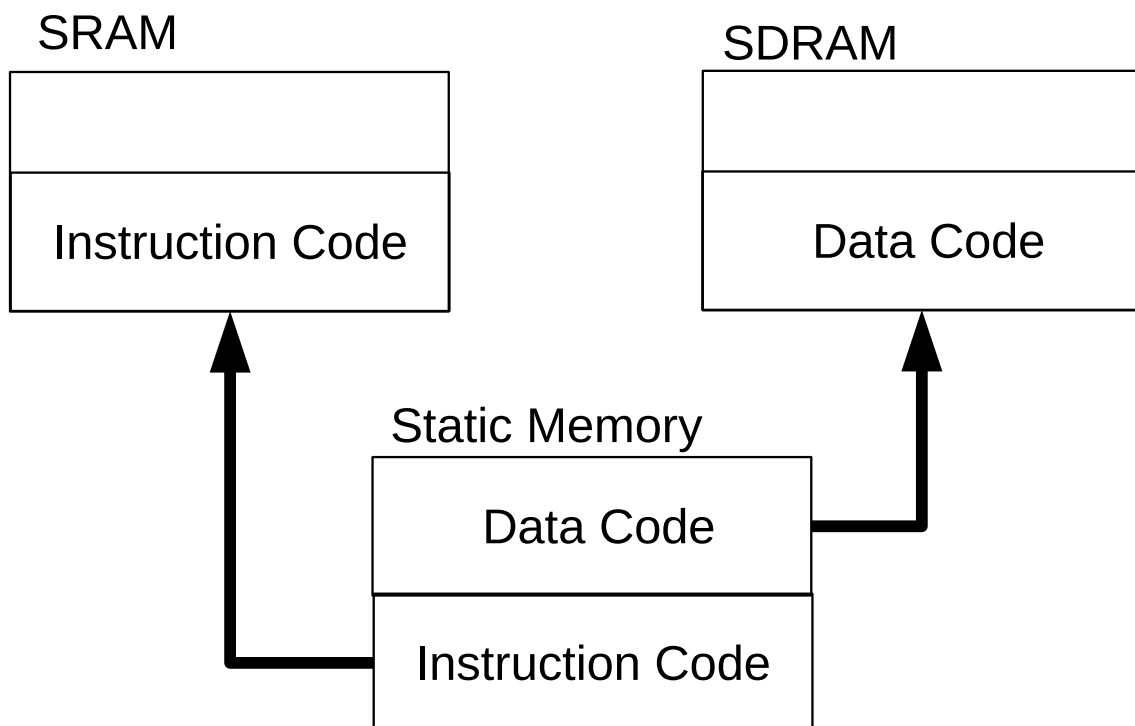 SRAM
SDRAM
Instruction Code
Data Code
Static Memory
Data Code
Instruction Code